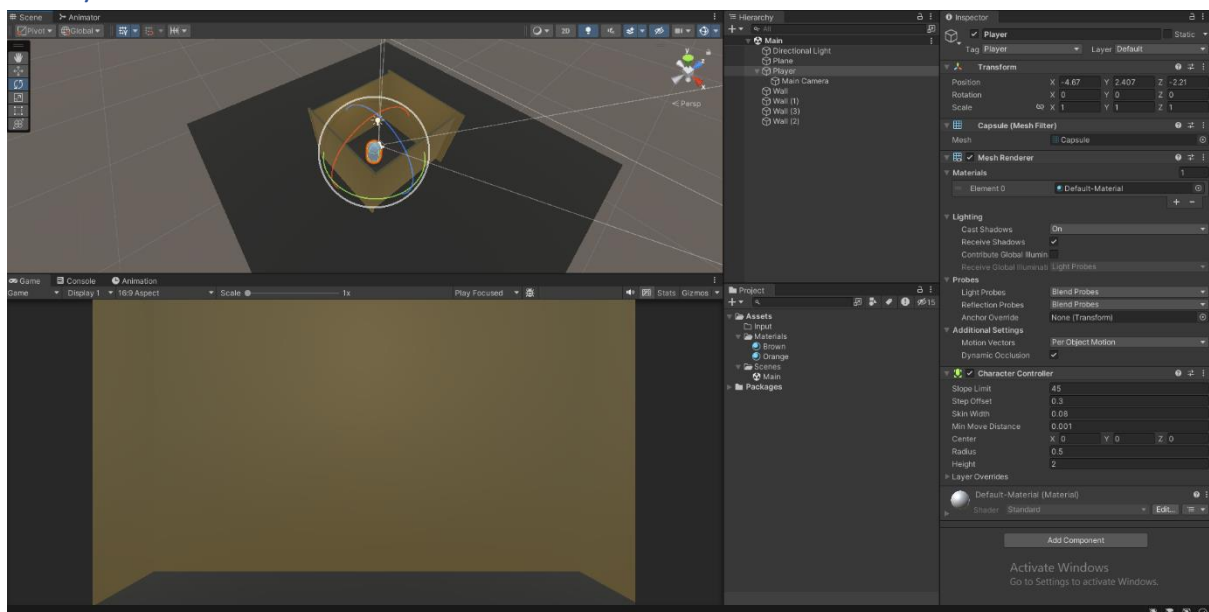 Scene Animator
Pivot Global 2D
y z x
Persp
Game Console Animation
Game Display 1 16:9 Aspect Scale 1x Play Focused Stats Gizmos
Hierarchy
All
Main
Directional Light
Plane
Player
Main Camera
Wall
Wall (1)
Wall (3)
Wall (2)
Project
15
Assets
Input
Materials
Brown
Orange
Scenes
Main
Packages
Inspector
Player Static
Tag Player Layer Default
Transform
Position X -4.67 Y 2.407 Z -2.21
Rotation X 0 Y 0 Z 0
Scale X 1 Y 1 Z 1
Capsule (Mesh Filter)
Mesh Capsule
Mesh Renderer
Materials 1
Element 0 Default-Material
+ -
Lighting
Cast Shadows On
Receive Shadows
Contribute Global Illumin
Receive Global Illuminati Light Probes
Probes
Light Probes Blend Probes
Reflection Probes Blend Probes
Anchor Override None (Transform)
Additional Settings
Motion Vectors Per Object Motion
Dynamic Occlusion
Character Controller
Slope Limit 45
Step Offset 0.3
Skin Width 0.08
Min Move Distance 0.001
Center X 0 Y 0 Z 0
Radius 0.5
Height 2
Layer Overrides
Default-Material (Material)
Shader Standard Edit...
Add Component
Activate Windows
Go to Settings to activate Windows.